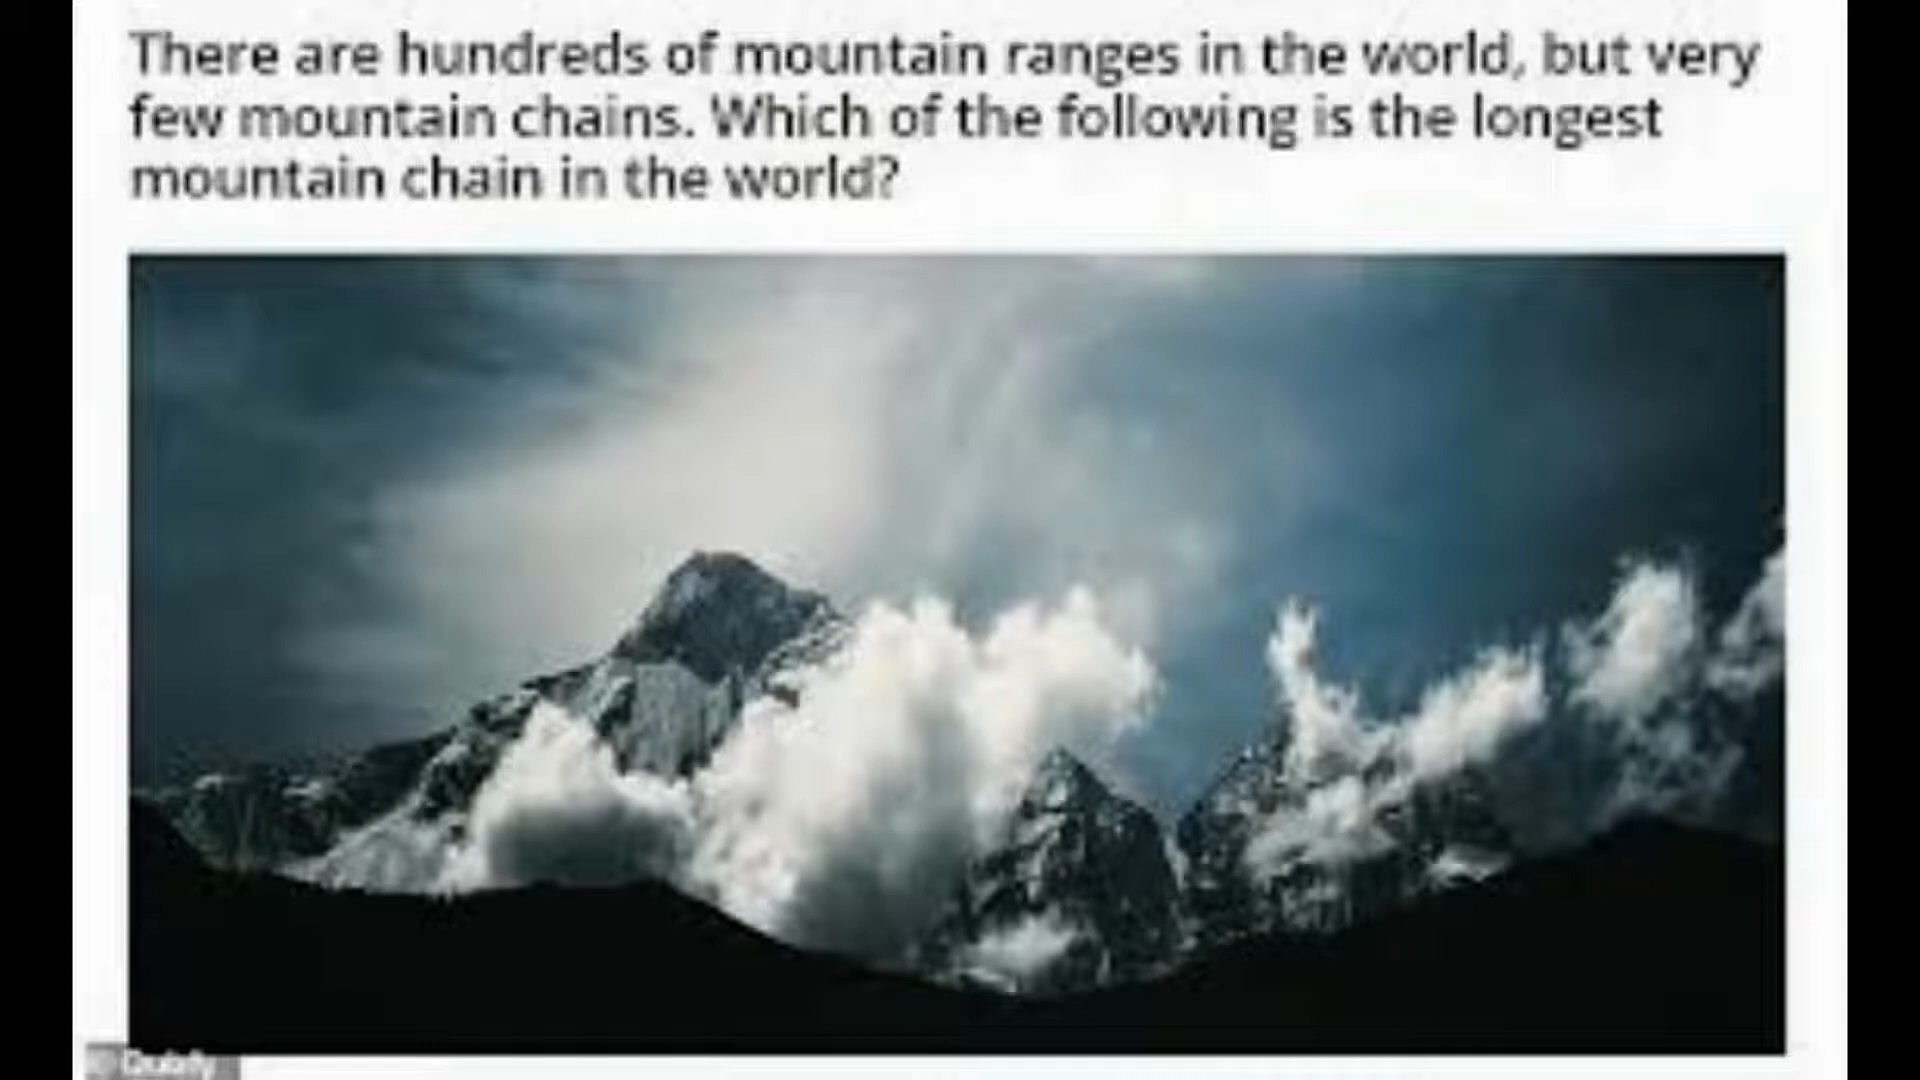 There are hundreds of mountain ranges in the world, but very
few mountain chains. Which of the following is the longest
mountain chain in the world?